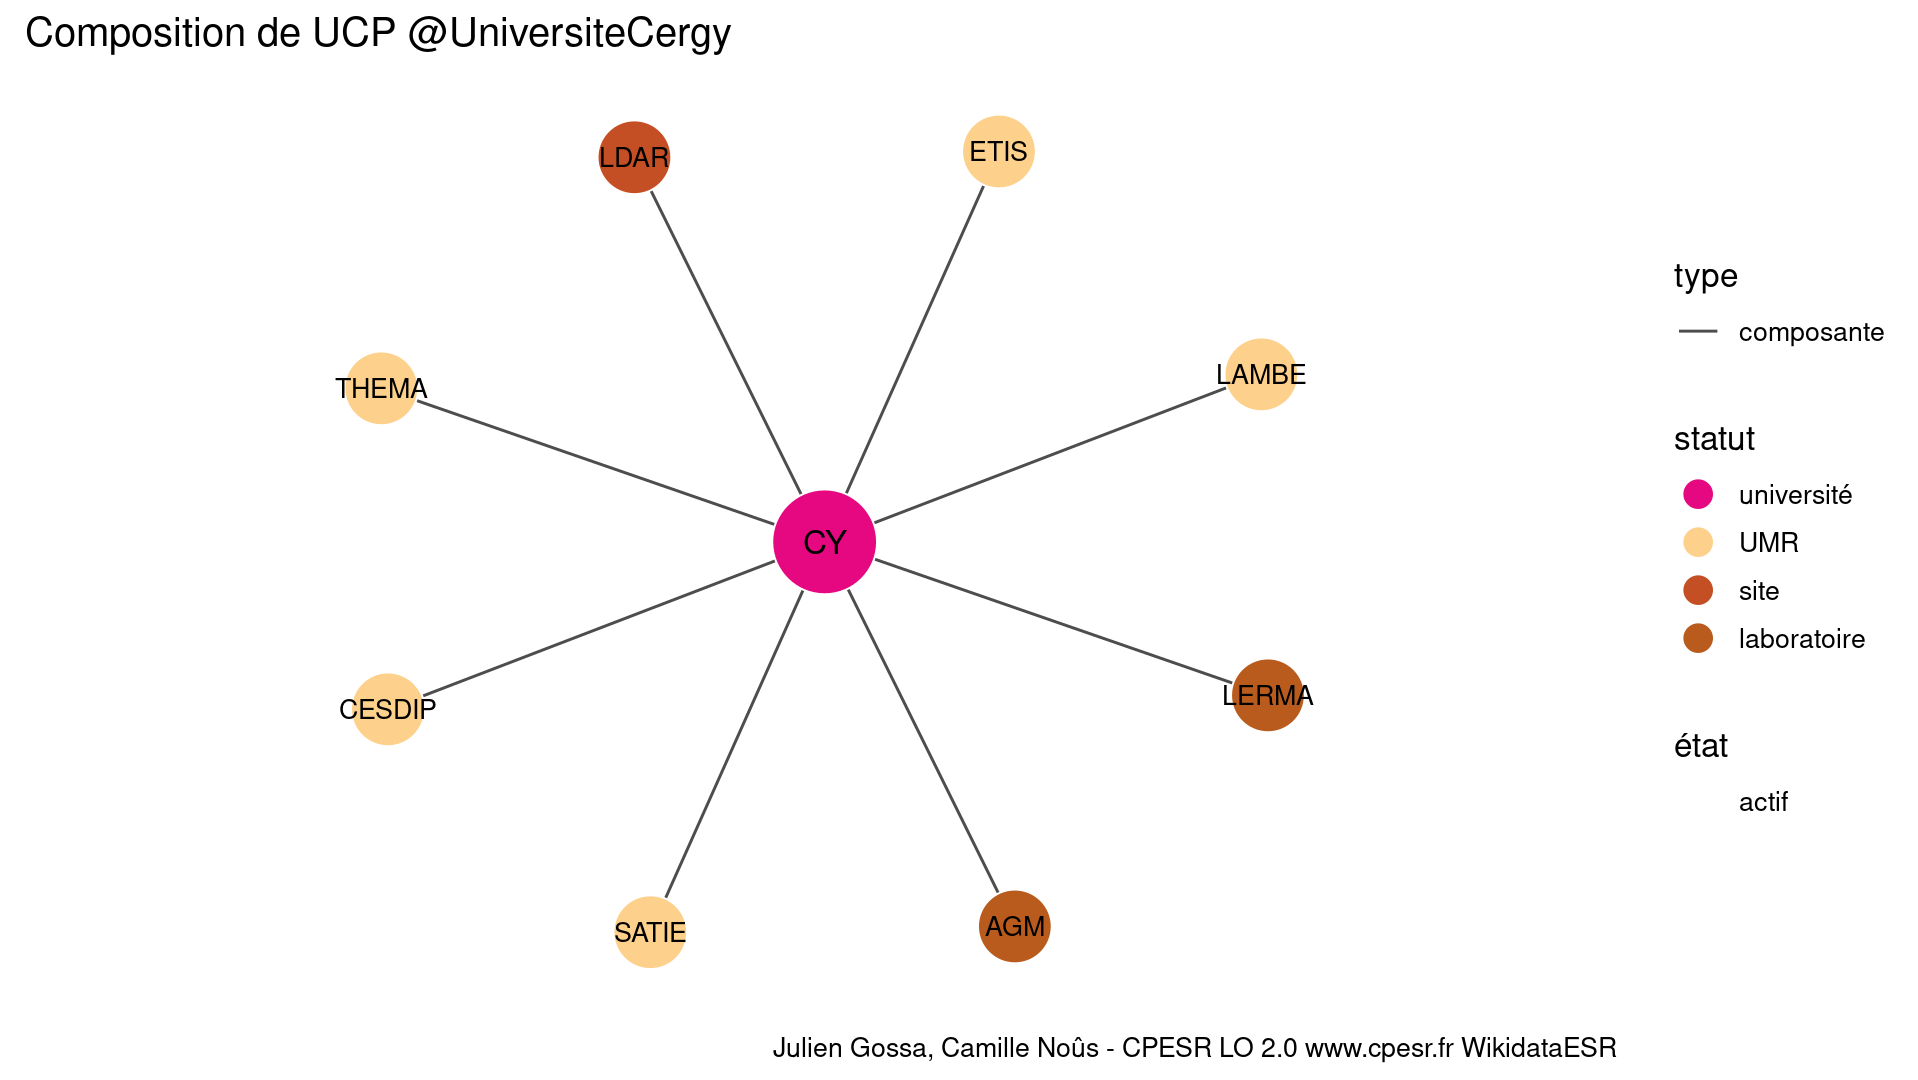 Composition de UCP @UniversiteCergy
LDAR
ETIS
THEMA
LAMBE
CY
CESDIP
LERMA
SATIE
AGM
type
composante
statut
université
UMR
site
laboratoire
état
actif
Julien Gossa, Camille Noûs - CPESR LO 2.0 www.cpesr.fr WikidataESR